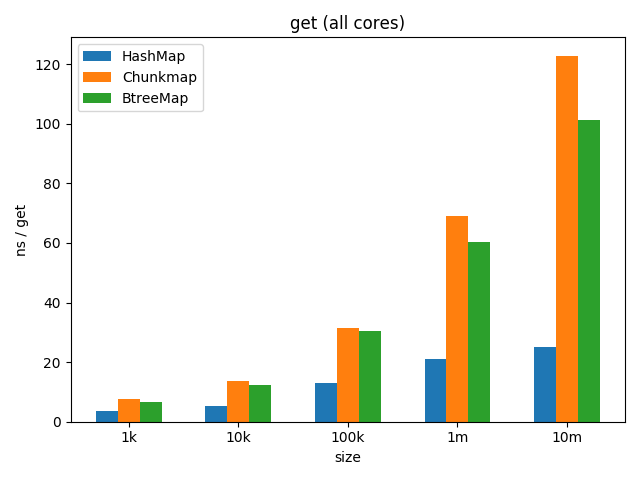 get (all cores)
HashMap
Chunkmap
BtreeMap
ns / get
120
100
80
60
40
20
0
1k 10k 100k 1m 10m
size